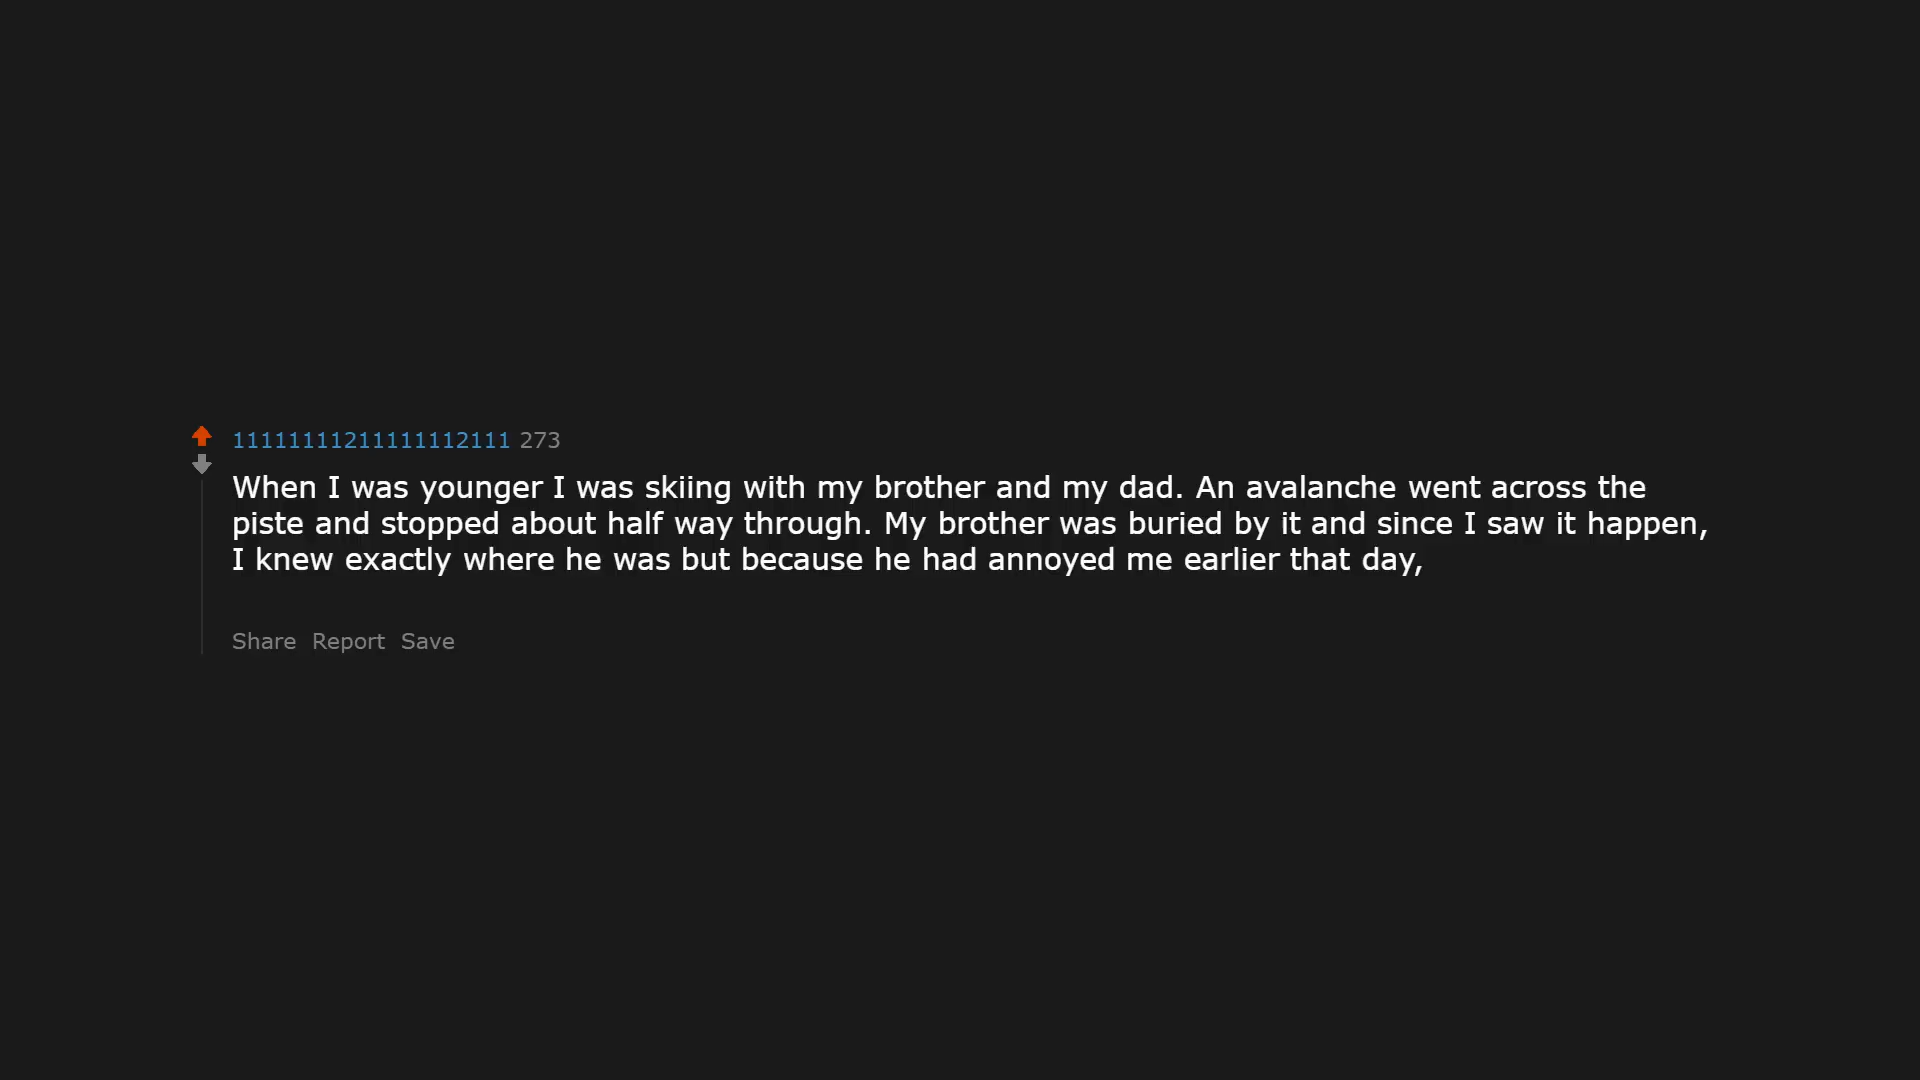 11111111211111112111 273
When I was younger I was skiing with my brother and my dad. An avalanche went across the
piste and stopped about half way through. My brother was buried by it and since I saw it happen,
I knew exactly where he was but because he had annoyed me earlier that day,
Share Report Save